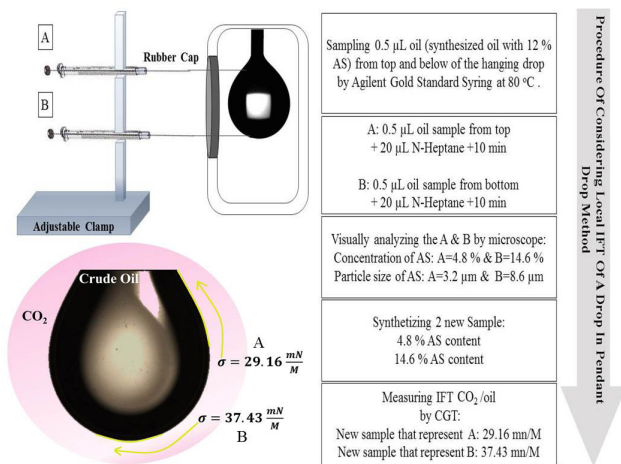 A
Rubber Cap
B
Adjustable Clamp
Crude Oil
CO₂
A
σ = 29.16 mN/M
σ = 37.43 mN/M
B
Sampling 0.5 µL oil (synthesized oil with 12 %
AS) from top and below of the hanging drop
by Agilent Gold Standard Syring at 80 °C .
A: 0.5 µL oil sample from top
+ 20 µL N-Heptane +10 min
B: 0.5 µL oil sample from bottom
+ 20 µL N-Heptane +10 min
Visually analyzing the A & B by microscope:
Concentration of AS: A=4.8 % & B=14.6 %
Particle size of AS: A=3.2 µm & B=8.6 µm
Synthetizing 2 new Sample:
4.8 % AS content
14.6 % AS content
Measuring IFT CO₂ /oil
by CGT:
New sample that represent A: 29.16 mn/M
New sample that represent B: 37.43 mn/M
Procedure Of Considering Local IFT Of A Drop In Pendant
Drop Method